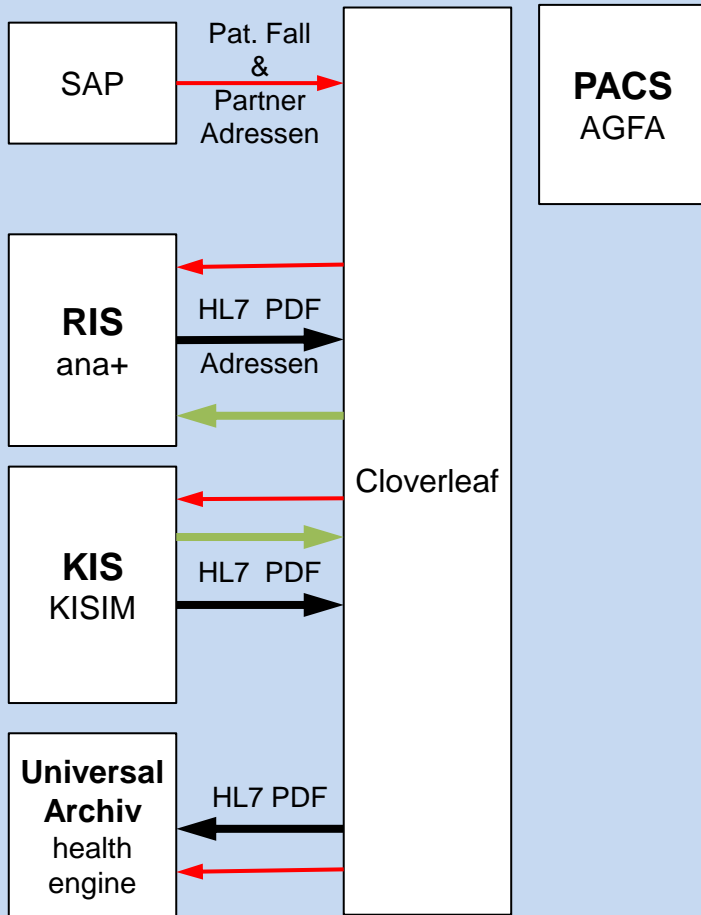 SAP
Pat. Fall
&
Partner
Adressen
PACS
AGFA
RIS
ana+
HL7 PDF
Adressen
Cloverleaf
KIS
KISIM
HL7 PDF
Universal
Archiv
health
engine
HL7 PDF